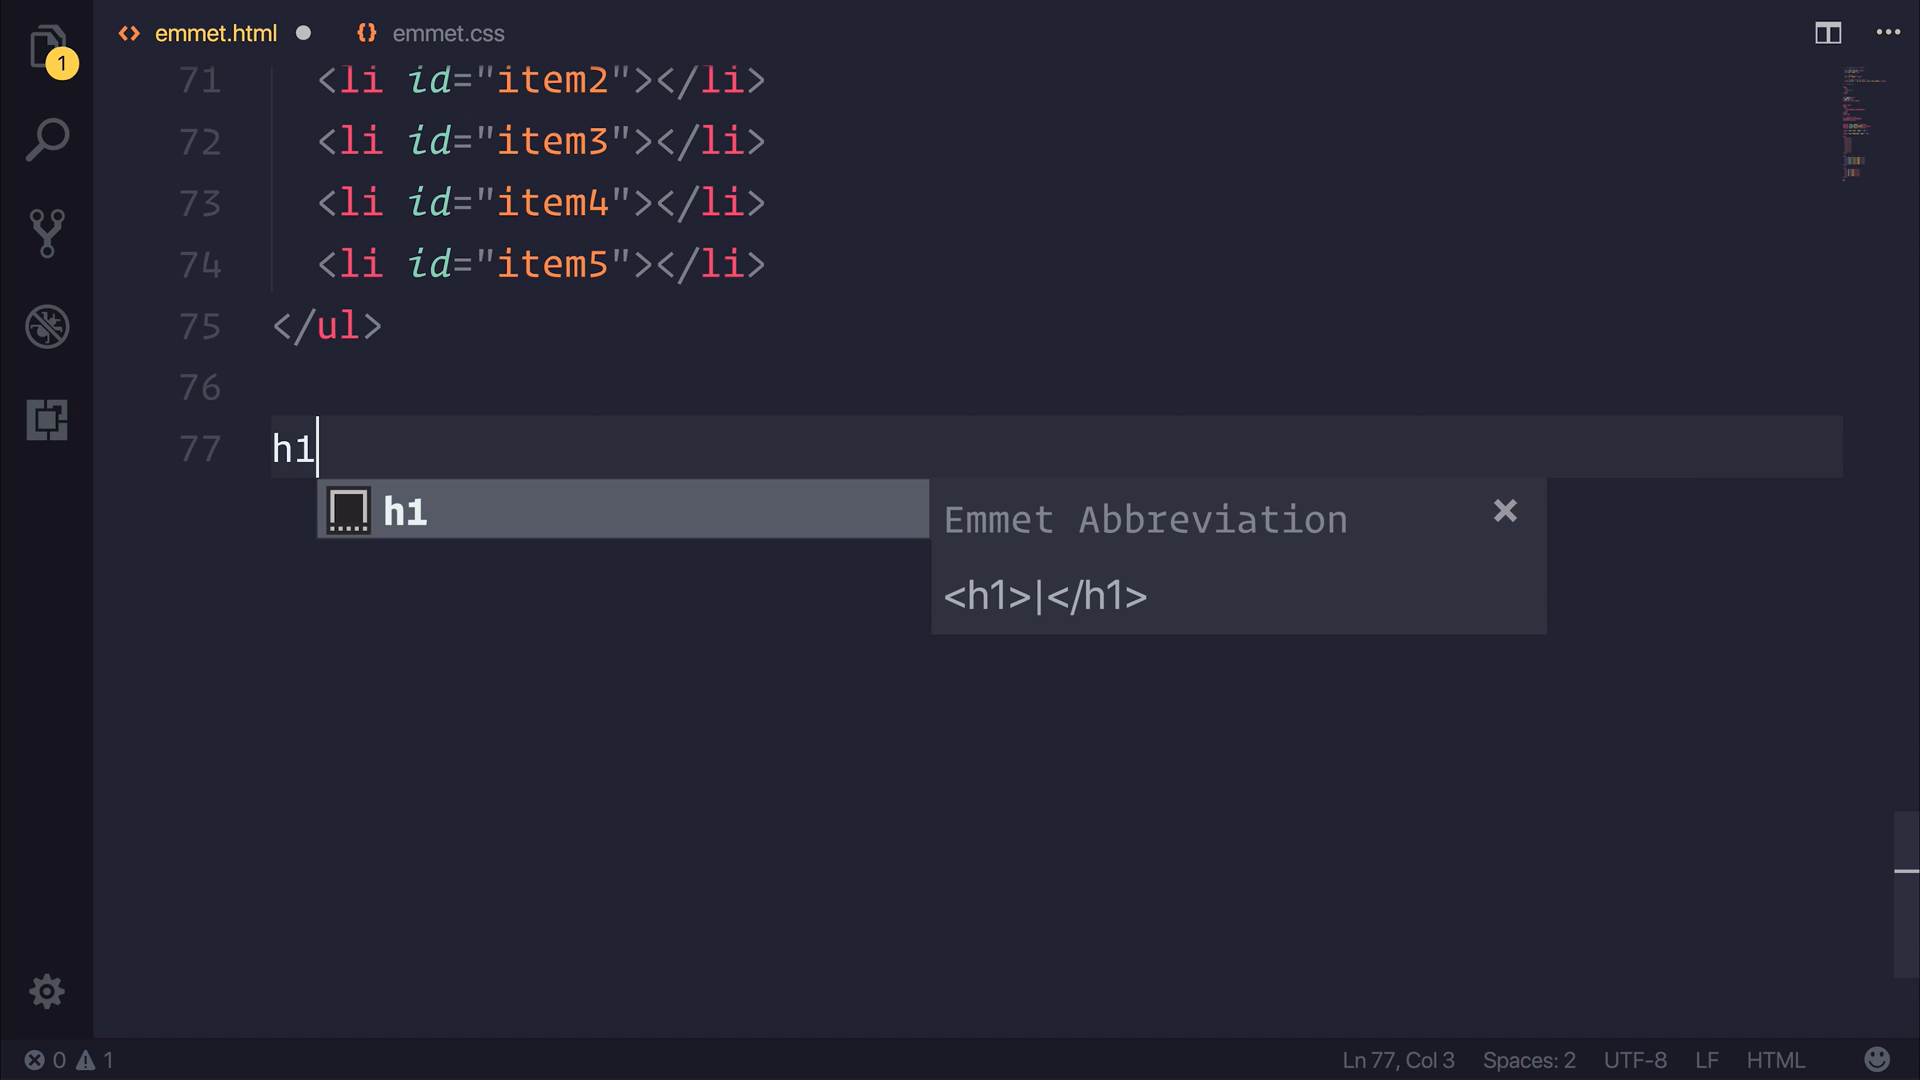 1
emmet.html
emmet.css
71 <li id="item2"></li>
72 <li id="item3"></li>
73 <li id="item4"></li>
74 <li id="item5"></li>
75 </ul>
76
77 h1
h1
Emmet Abbreviation
<h1>|</h1>
0 1 Ln 77, Col 3 Spaces: 2 UTF-8 LF HTML